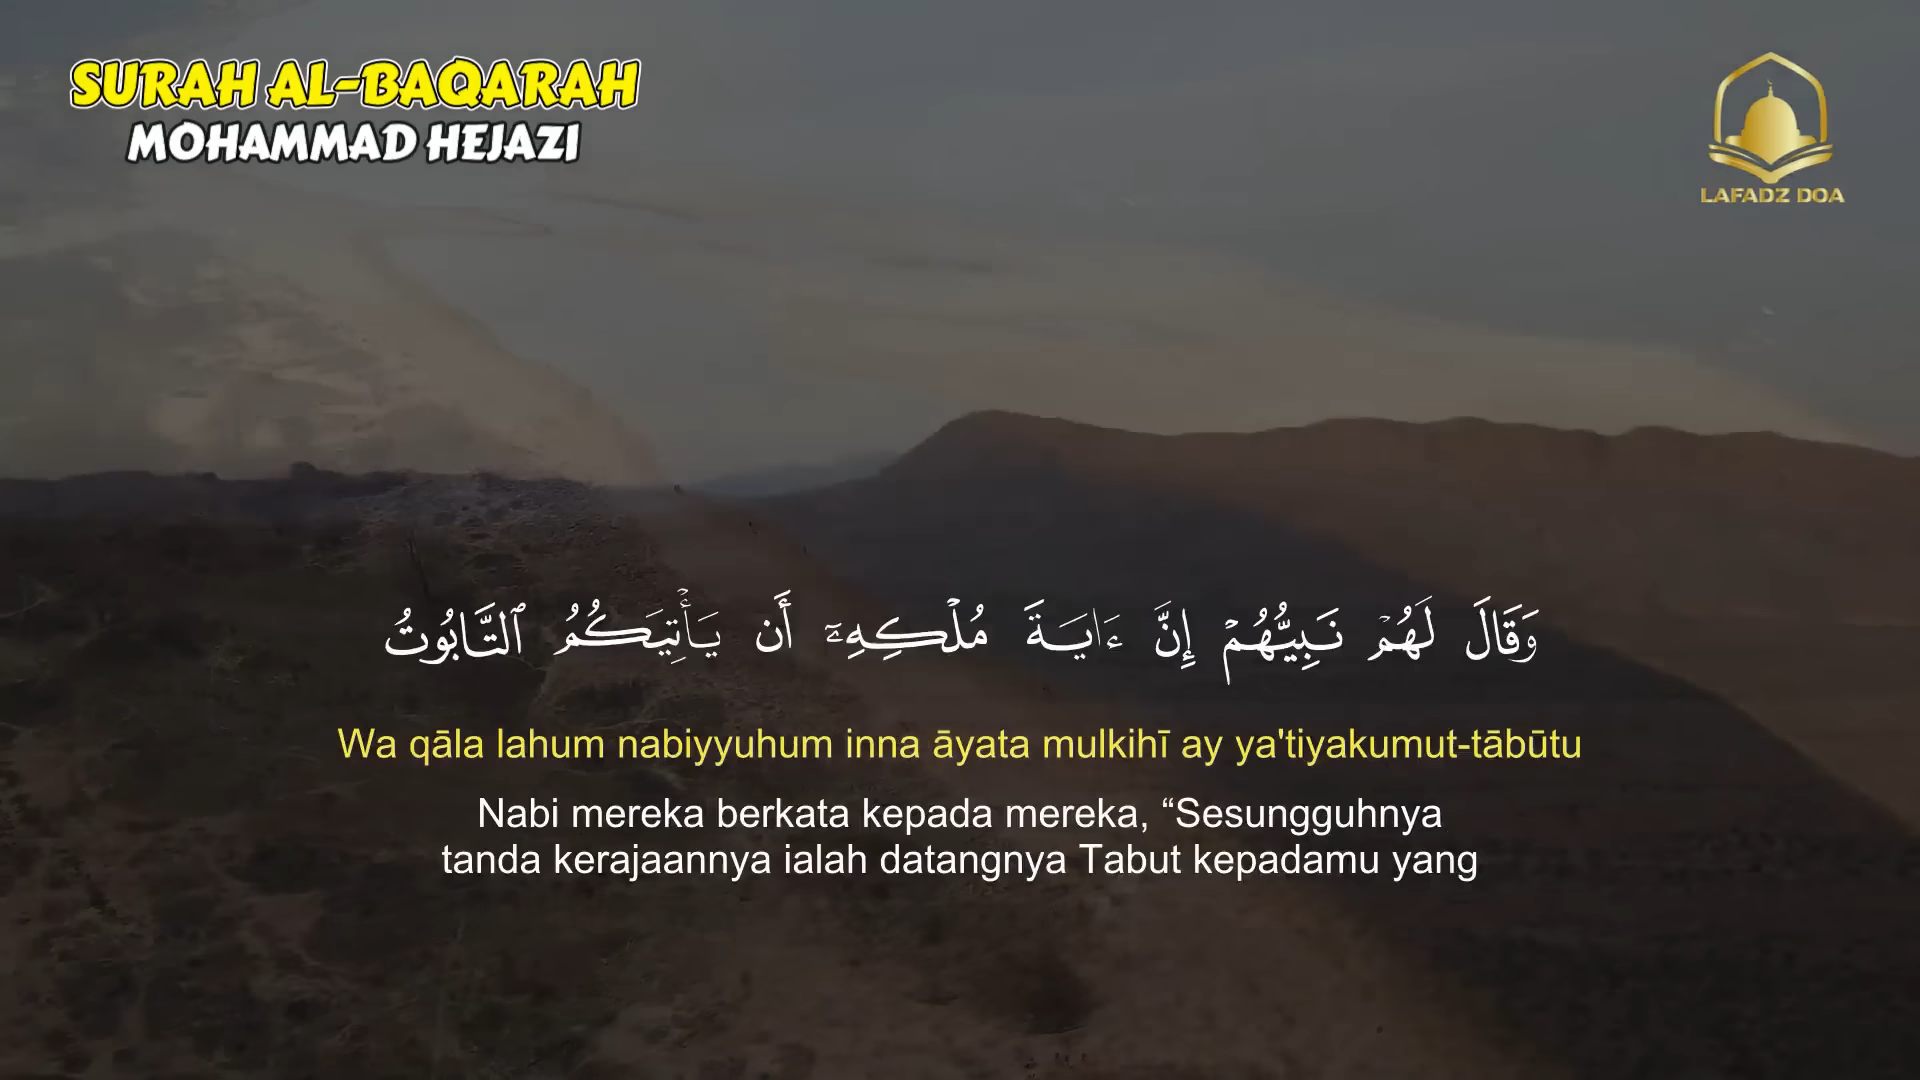 SURAH AL-BAQARAH
MOHAMMAD HEJAZI
LAFADZ DOA
وَقَالَ لَهُمْ نَبِيُّهُمْ إِنَّ ءَايَةَ مُلْكِهِۦٓ أَن يَأْتِيَكُمُ ٱلتَّابُوتُ
Wa qāla lahum nabiyyuhum inna āyata mulkihī ay ya'tiyakumut-tābūtu
Nabi mereka berkata kepada mereka, “Sesungguhnya
tanda kerajaannya ialah datangnya Tabut kepadamu yang